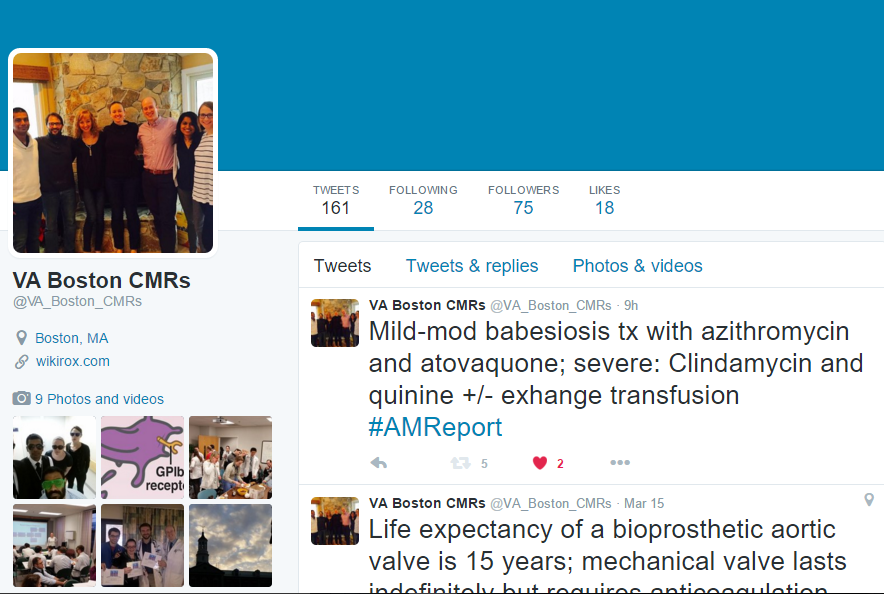 TWEETS FOLLOWING FOLLOWERS LIKES
161 28 75 18
VA Boston CMRs
@VA_Boston_CMRs
Boston, MA
wikirox.com
9 Photos and videos
GPIb
recept
Tweets Tweets & replies Photos & videos
VA Boston CMRs @VA_Boston_CMRs · 9h
Mild-mod babesiosis tx with azithromycin
and atovaquone; severe: Clindamycin and
quinine +/- exhange transfusion
#AMReport
5 2
VA Boston CMRs @VA_Boston_CMRs · Mar 15
Life expectancy of a bioprosthetic aortic
valve is 15 years; mechanical valve lasts
indefinitely but requires anticoagulation